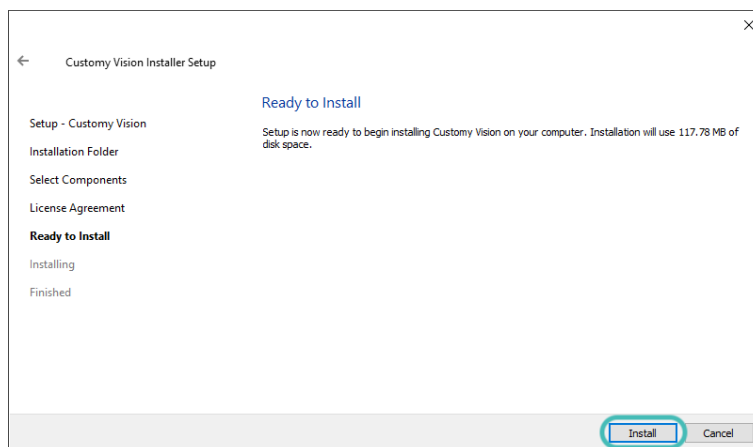 Customy Vision Installer Setup
Setup - Customy Vision
Installation Folder
Select Components
License Agreement
Ready to Install
Installing
Finished
Ready to Install
Setup is now ready to begin installing Customy Vision on your computer. Installation will use 117.78 MB of
disk space.
Install
Cancel